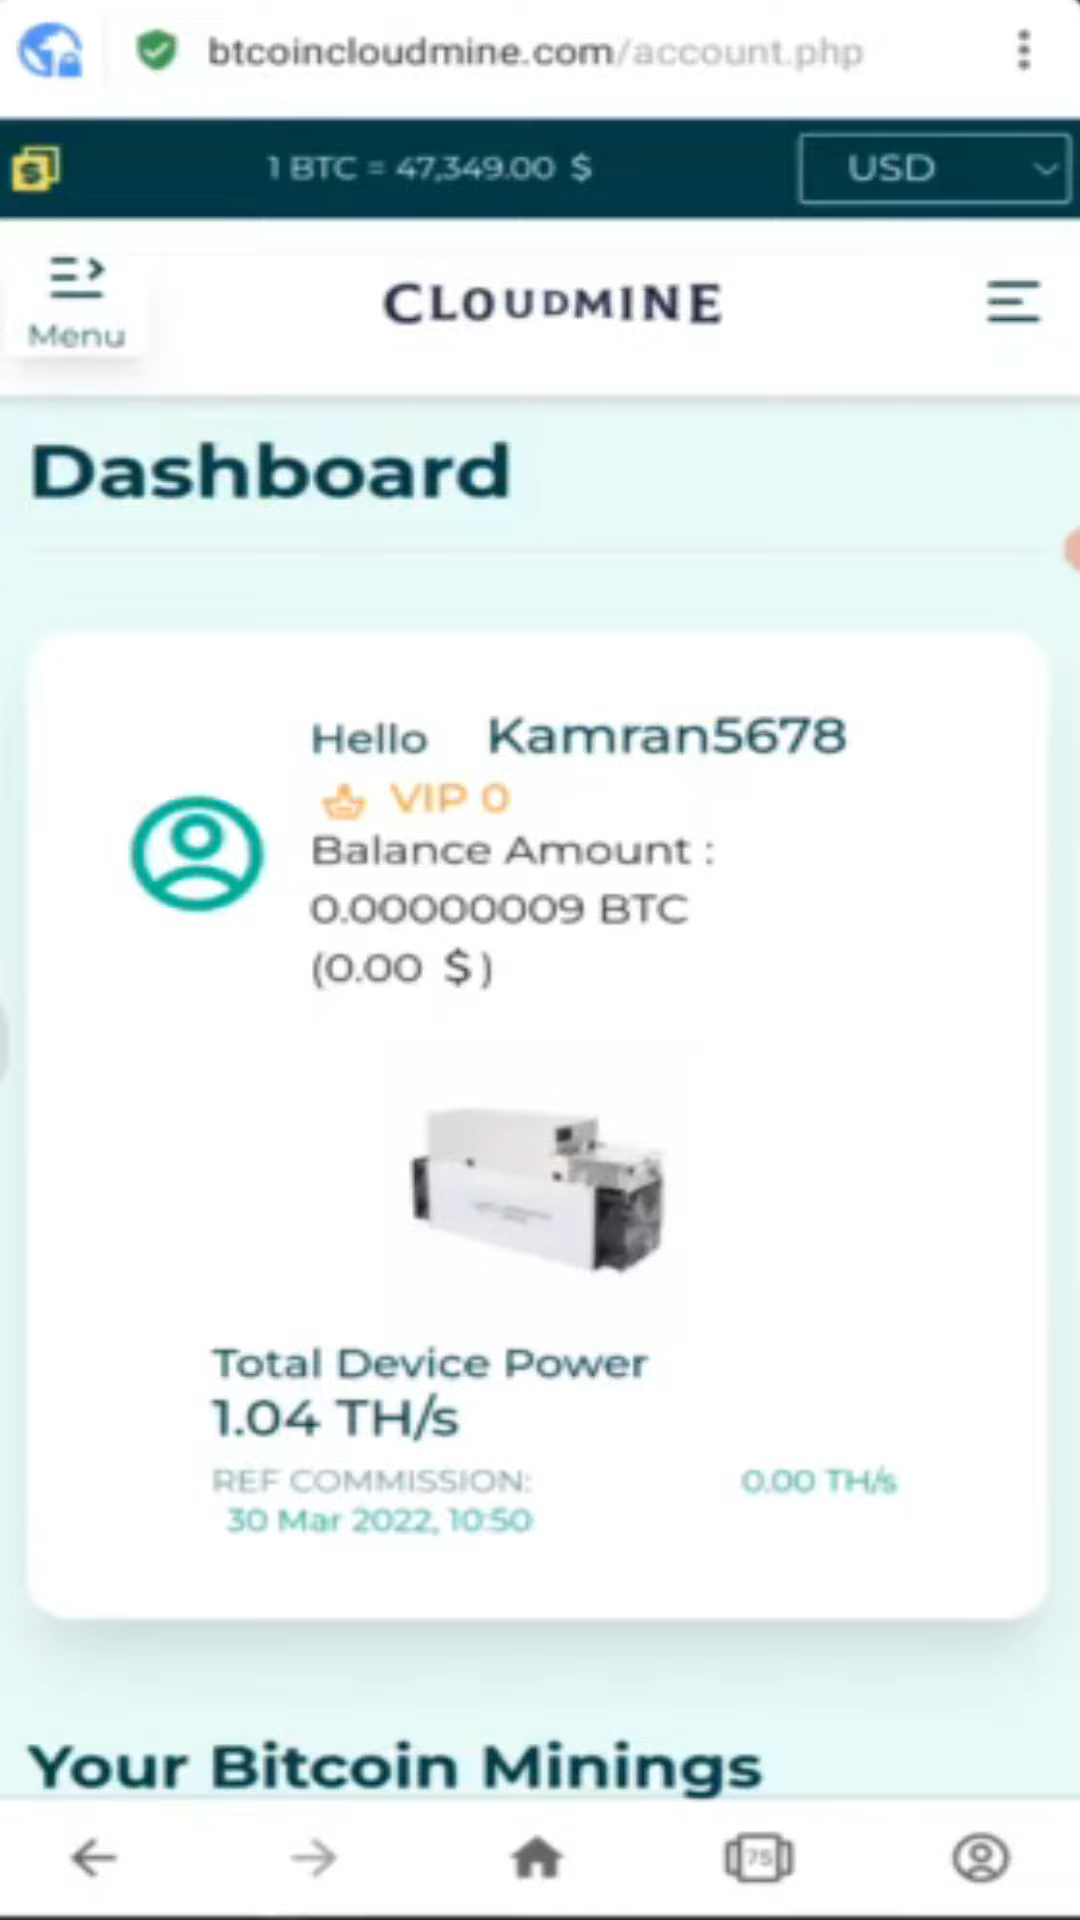 btcoincloudmine.com/account.php
1 BTC = 47,349.00 $
USD
Menu
CLOUDMINE
Dashboard
Hello Kamran5678
VIP 0
Balance Amount :
0.00000009 BTC
(0.00 $)
Total Device Power
1.04 TH/s
REF COMMISSION: 0.00 TH/s
30 Mar 2022, 10:50
Your Bitcoin Minings
75